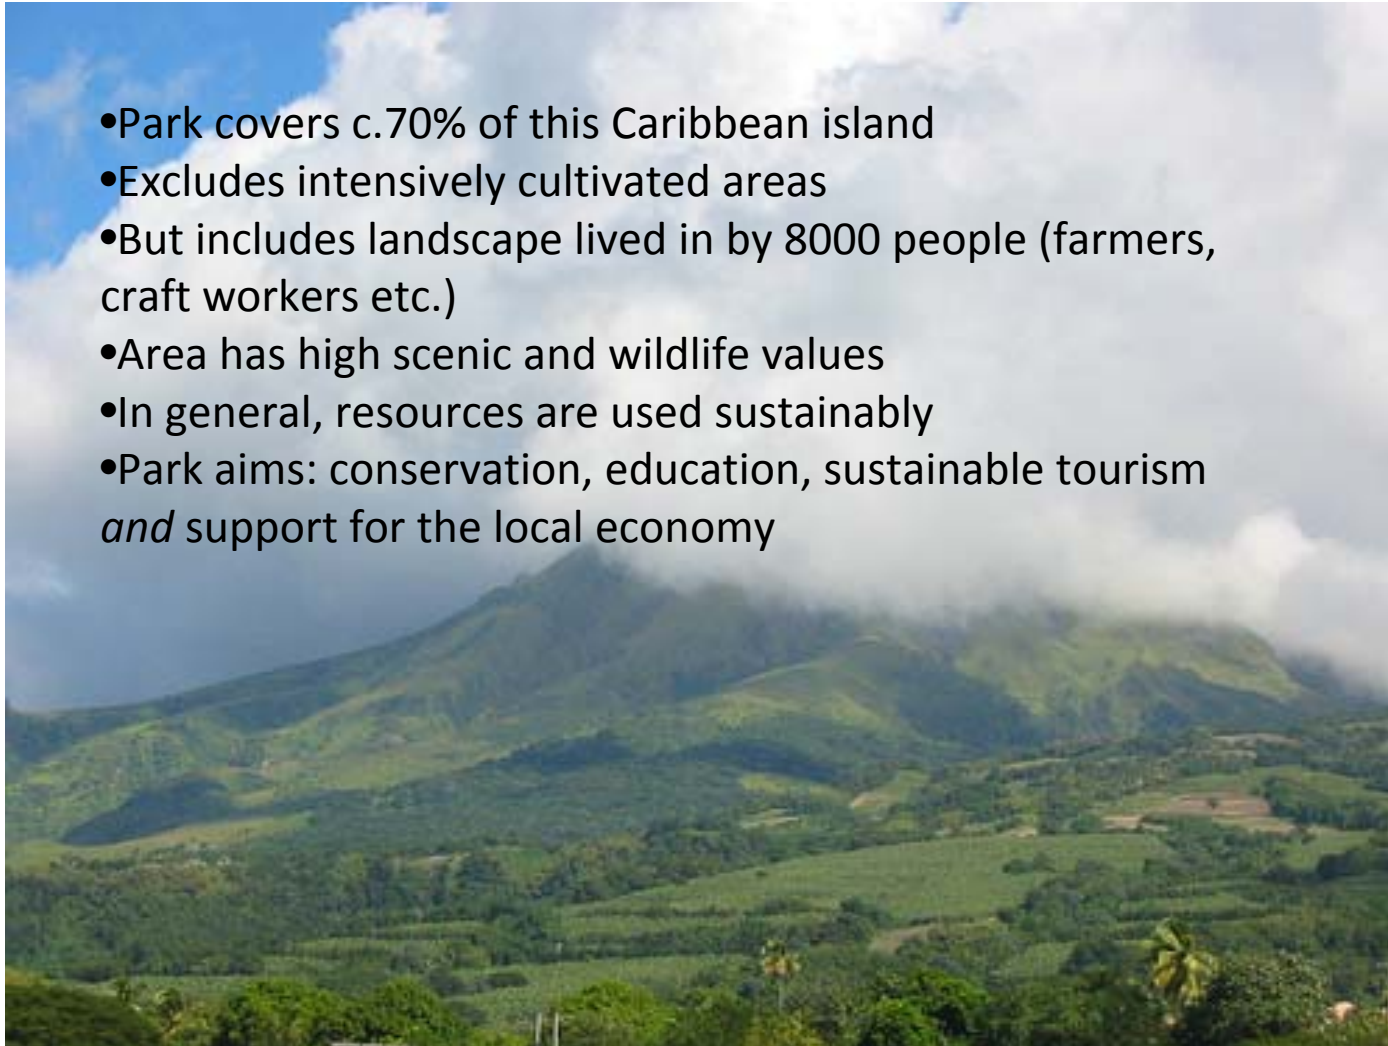 •Park covers c.70% of this Caribbean island
•Excludes intensively cultivated areas
•But includes landscape lived in by 8000 people (farmers,
craft workers etc.)
•Area has high scenic and wildlife values
•In general, resources are used sustainably
•Park aims: conservation, education, sustainable tourism
and support for the local economy